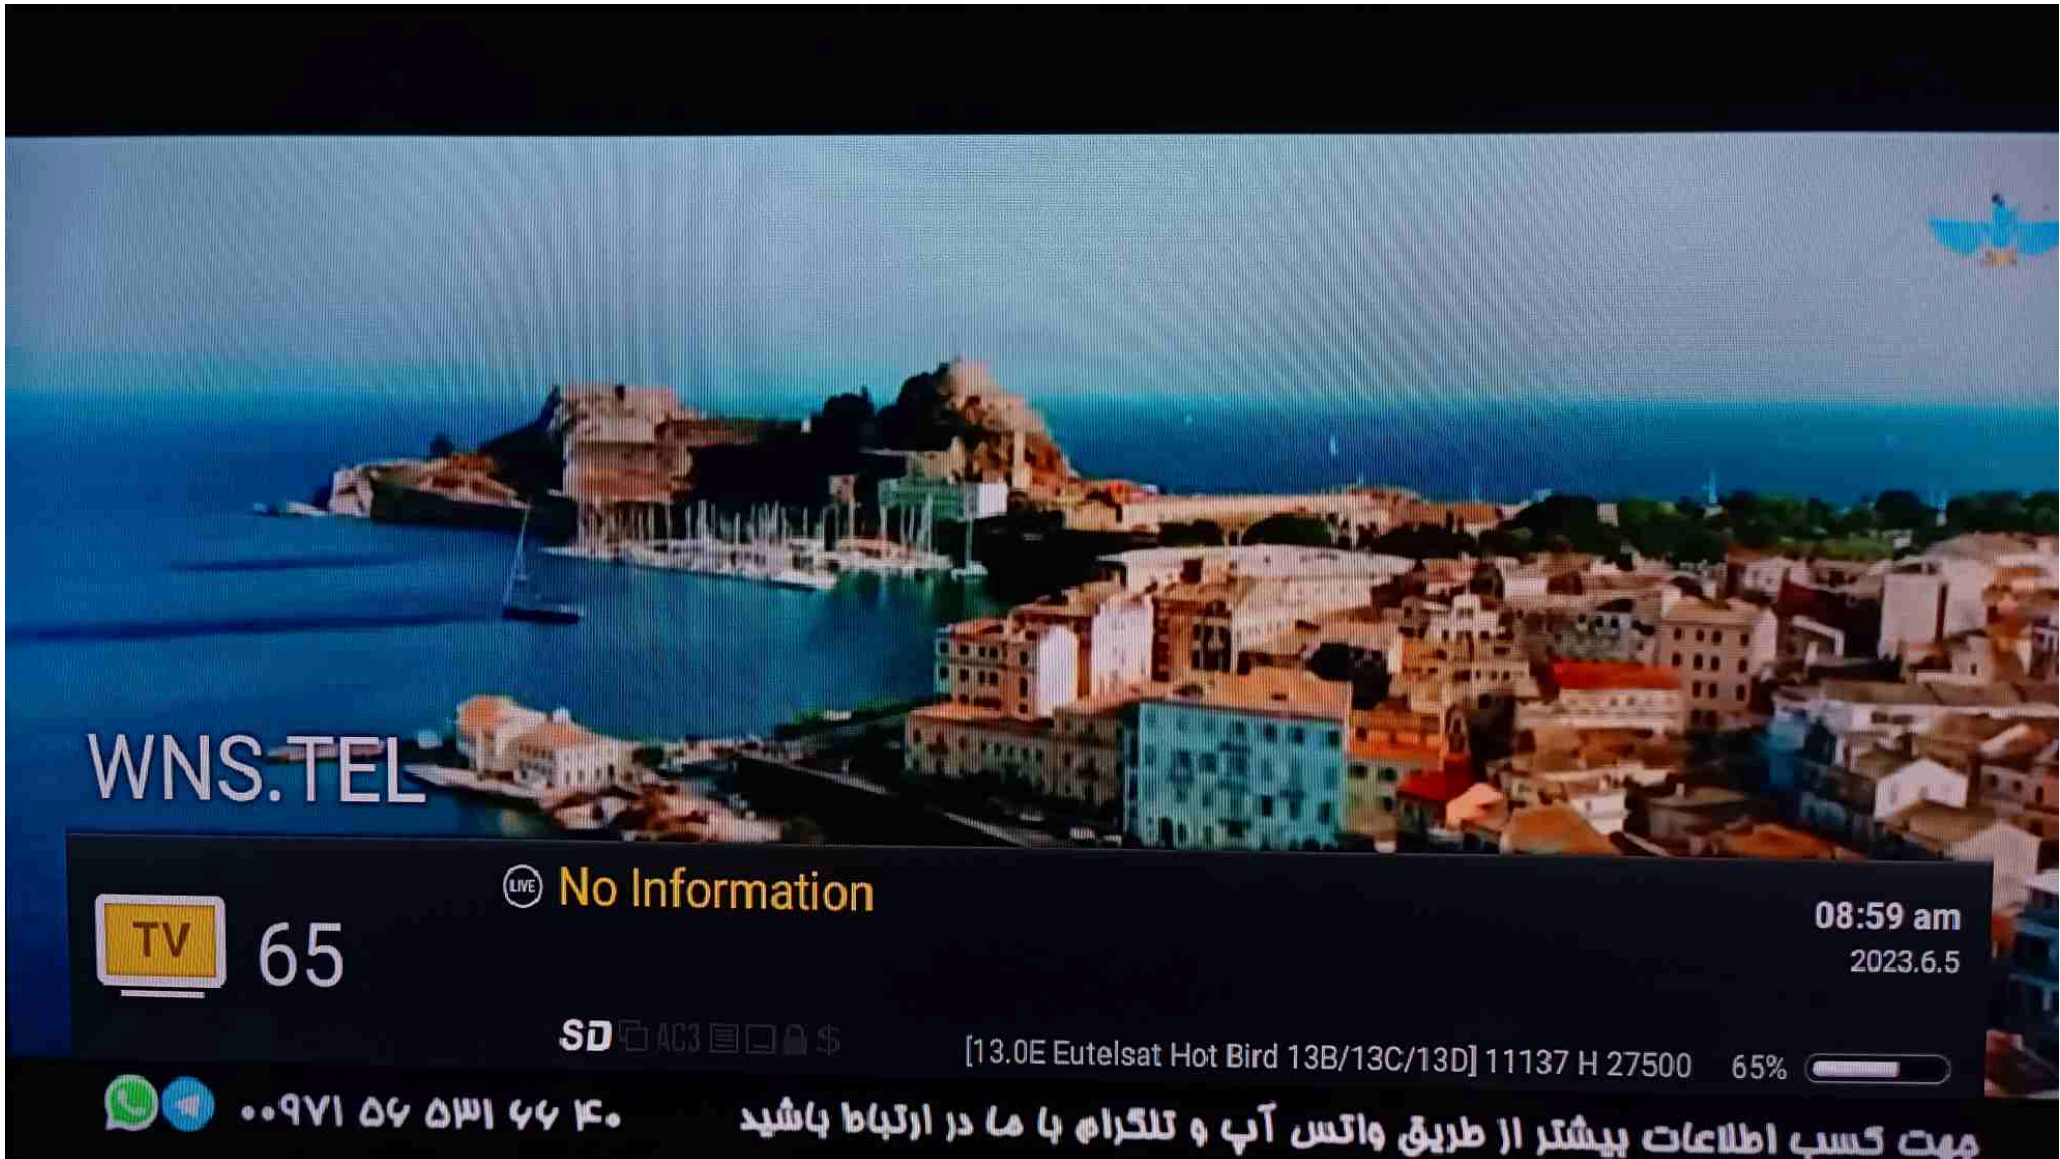 WNS.TEL
LIVE No Information
TV 65
08:59 am
2023.6.5
SD AC3 $
[13.0E Eutelsat Hot Bird 13B/13C/13D] 11137 H 27500 65%
جهت کسب اطلاعات بیشتر از طریق واتس آپ و تلگرام با ما در ارتباط باشید
۰۰۹۷۱ ۵۶ ۵۳۱ ۶۶ ۴۰